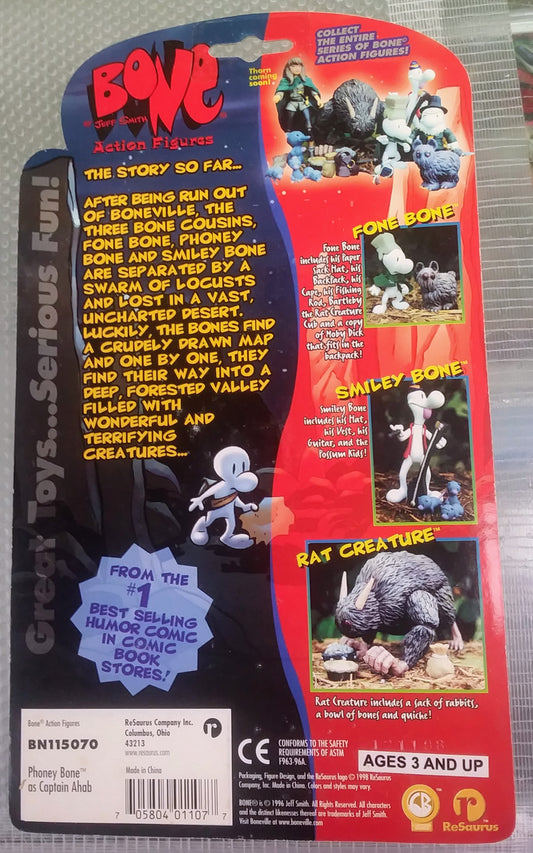 BONE®
BY JEFF SMITH
Action Figures
Thorn
coming
soon!
COLLECT
THE ENTIRE
SERIES OF BONE®
ACTION FIGURES!
THE STORY SO FAR...
AFTER BEING RUN OUT
OF BONEVILLE, THE
THREE BONE COUSINS,
FONE BONE, PHONEY
BONE AND SMILEY BONE
ARE SEPARATED BY A
SWARM OF LOCUSTS
AND LOST IN A VAST,
UNCHARTED DESERT.
LUCKILY, THE BONES FIND
A CRUDELY DRAWN MAP
AND ONE BY ONE, THEY
FIND THEIR WAY INTO A
DEEP, FORESTED VALLEY
FILLED WITH
WONDERFUL AND
TERRIFYING
CREATURES...
Great Toys...Serious Fun!
FONE BONE™
Fone Bone
includes his Paper
Sack Hat, his
Backpack, his
Cape, his Fishing
Rod, Bartleby
the Rat Creature
Cub and a copy
of Moby Dick
that fits in the
backpack!
SMILEY BONE™
Smiley Bone
includes his Hat,
his Vest, his
Guitar, and the
Possum Kids!
RAT CREATURE™
Rat Creature includes a sack of rabbits,
a bowl of bones and quiche!
FROM THE
#1
BEST SELLING
HUMOR COMIC
IN COMIC
BOOK
STORES!
Bone® Action Figures
BN115070
Phoney Bone™
as Captain Ahab
ReSaurus Company Inc.
Columbus, Ohio
43213
www.resaurus.com
Made in China
7 05804 01107 7
CE
CONFORMS TO THE SAFETY
REQUIREMENTS OF ASTM
F963-96A.
AGES 3 AND UP
Packaging, Figure Design, and the ReSaurus logo © 1998 ReSaurus
Company, Inc. Made in China. Colors and styles may vary.
BONE® is © 1996 Jeff Smith. All Rights Reserved. All characters
and the distinct likenesses thereof are trademarks of Jeff Smith.
Visit Boneville at www.boneville.com
ReSaurus